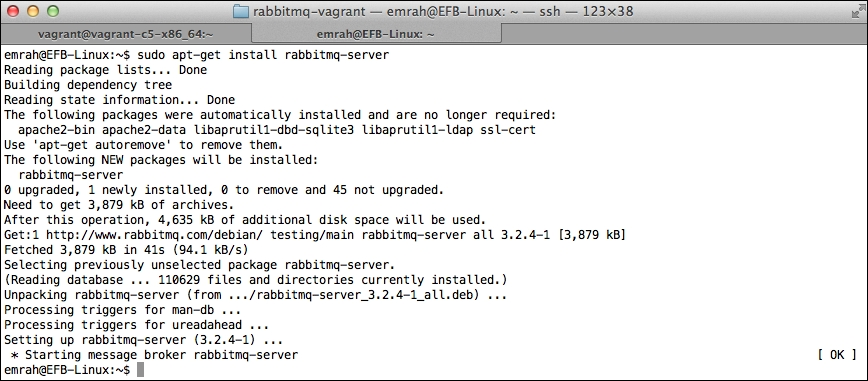 rabbitmq-vagrant — emrah@EFB-Linux: ~ — ssh — 123×38
vagrant@vagrant-c5-x86_64:~
emrah@EFB-Linux: ~
emrah@EFB-Linux:~$ sudo apt-get install rabbitmq-server
Reading package lists... Done
Building dependency tree
Reading state information... Done
The following packages were automatically installed and are no longer required:
  apache2-bin apache2-data libaprutil1-dbd-sqlite3 libaprutil1-ldap ssl-cert
Use 'apt-get autoremove' to remove them.
The following NEW packages will be installed:
  rabbitmq-server
0 upgraded, 1 newly installed, 0 to remove and 45 not upgraded.
Need to get 3,879 kB of archives.
After this operation, 4,635 kB of additional disk space will be used.
Get:1 http://www.rabbitmq.com/debian/ testing/main rabbitmq-server all 3.2.4-1 [3,879 kB]
Fetched 3,879 kB in 41s (94.1 kB/s)
Selecting previously unselected package rabbitmq-server.
(Reading database ... 110629 files and directories currently installed.)
Unpacking rabbitmq-server (from .../rabbitmq-server_3.2.4-1_all.deb) ...
Processing triggers for man-db ...
Processing triggers for ureadahead ...
Setting up rabbitmq-server (3.2.4-1) ...
 * Starting message broker rabbitmq-server [ OK ]
emrah@EFB-Linux:~$